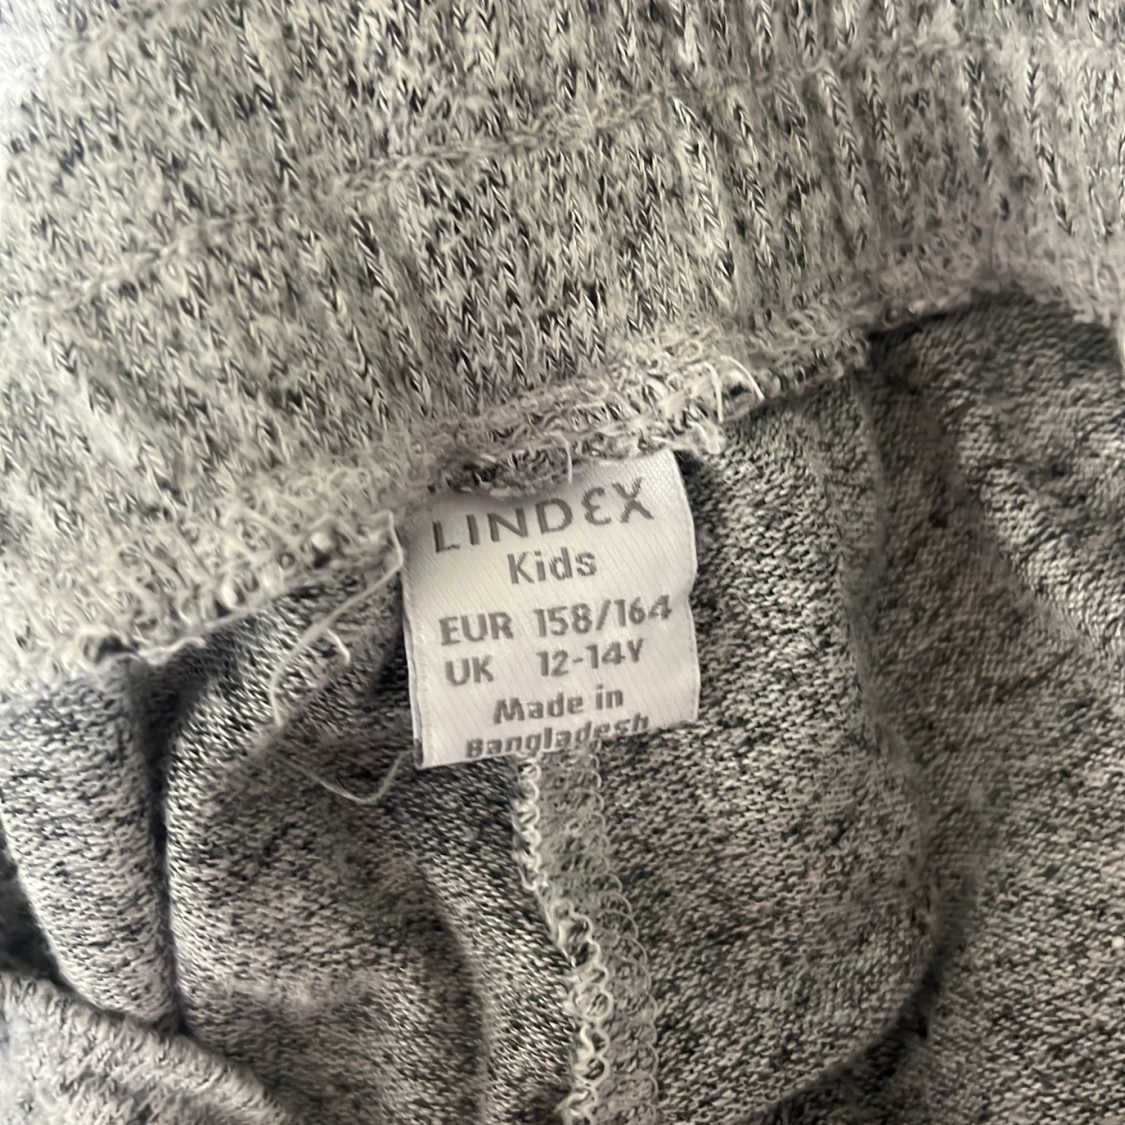 LINDEX
Kids
EUR 158/164
UK 12-14Y
Made in
Bangladesh